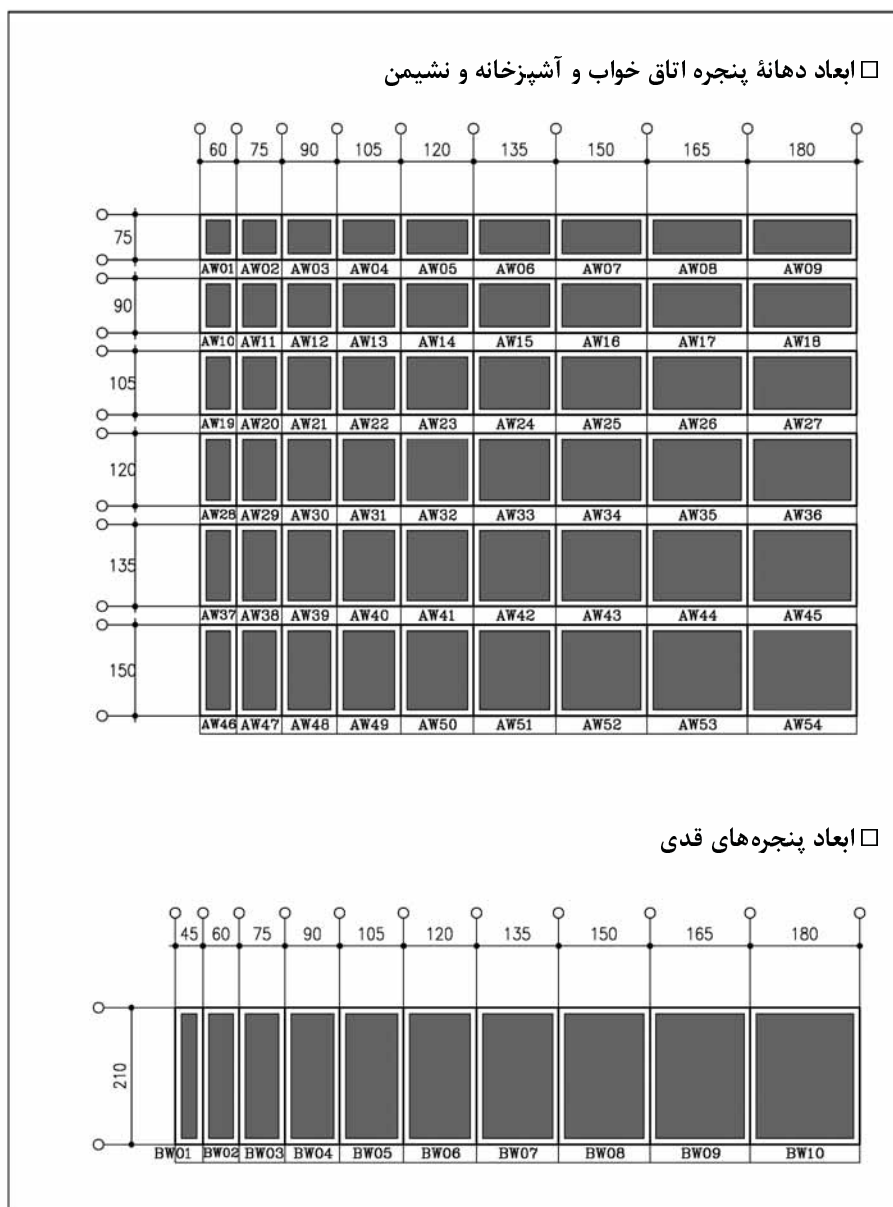 □ ابعاد دهانهٔ پنجره اتاق خواب و آشپزخانه و نشیمن
60 75 90 105 120 135 150 165 180
75
AW01 AW02 AW03 AW04 AW05 AW06 AW07 AW08 AW09
90
AW10 AW11 AW12 AW13 AW14 AW15 AW16 AW17 AW18
105
AW19 AW20 AW21 AW22 AW23 AW24 AW25 AW26 AW27
120
AW28 AW29 AW30 AW31 AW32 AW33 AW34 AW35 AW36
135
AW37 AW38 AW39 AW40 AW41 AW42 AW43 AW44 AW45
150
AW46 AW47 AW48 AW49 AW50 AW51 AW52 AW53 AW54
□ ابعاد پنجره‌های قدی
45 60 75 90 105 120 135 150 165 180
210
BW01 BW02 BW03 BW04 BW05 BW06 BW07 BW08 BW09 BW10